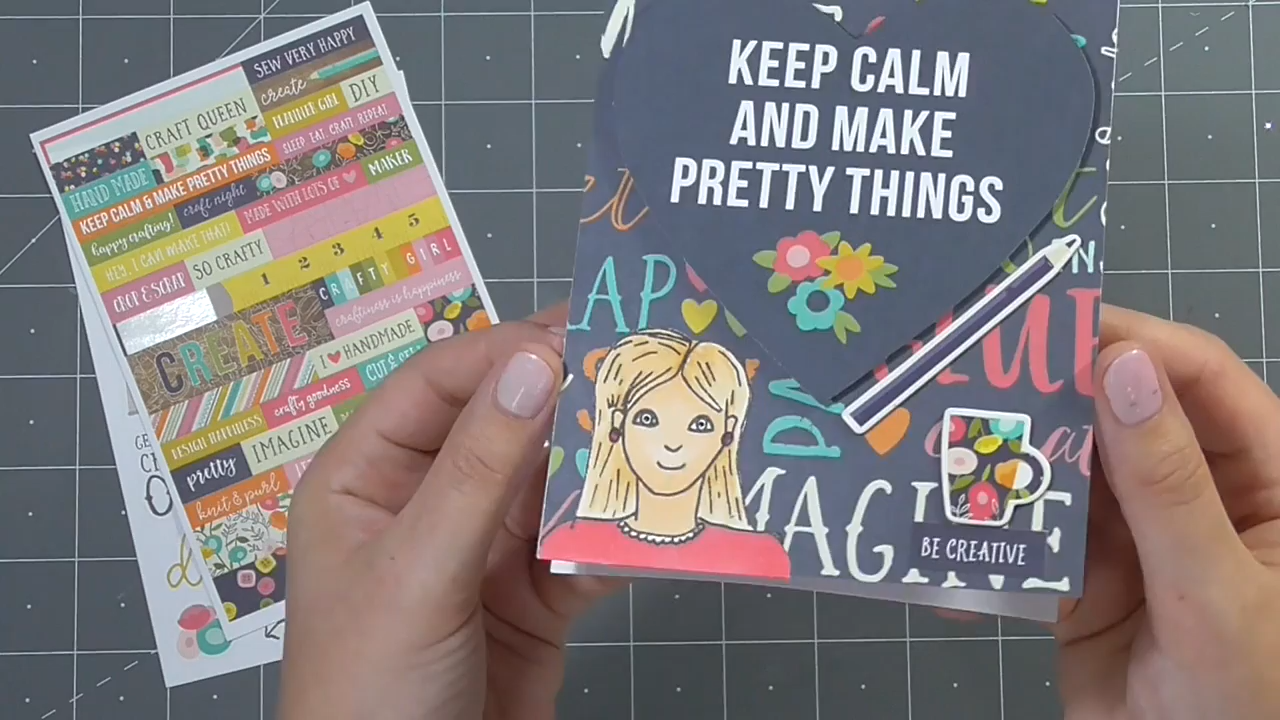 SEW VERY HAPPY
create
CRAFT QUEEN
PLANNER GIRL
DIY
HAND MADE
SLEEP. EAT. CRAFT. REPEAT.
KEEP CALM & MAKE PRETTY THINGS
happy crafting!
craft night
MAKER
HEY, I CAN MAKE THAT!
MADE WITH LOTS OF
CROP & SCRAP
SO CRAFTY
1 2 3 4 5
CRAFTY GIRL
CREATE
craftiness is happiness
I HANDMADE
DESIGN HAPPINESS
crafty goodness
pretty
IMAGINE
knit & purl
KEEP CALM
AND MAKE
PRETTY THINGS
BE CREATIVE